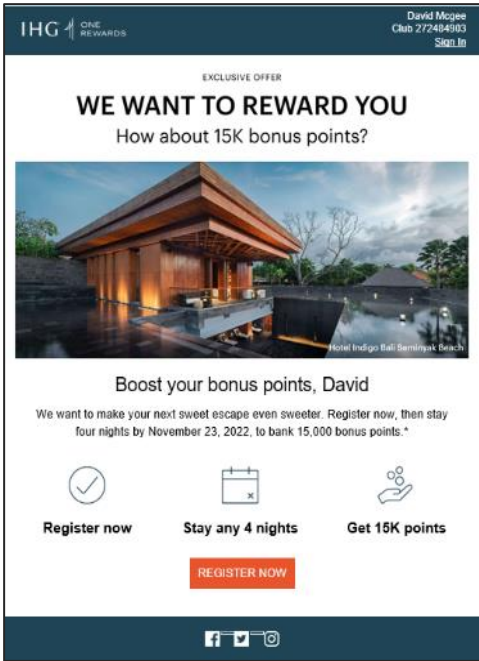 IHG ONE REWARDS
David Mcgee
Club 272484903
Sign In
EXCLUSIVE OFFER
WE WANT TO REWARD YOU
How about 15K bonus points?
Hotel Indigo Bali Seminyak Beach
Boost your bonus points, David
We want to make your next sweet escape even sweeter. Register now, then stay
four nights by November 23, 2022, to bank 15,000 bonus points.*
Register now
Stay any 4 nights
Get 15K points
REGISTER NOW